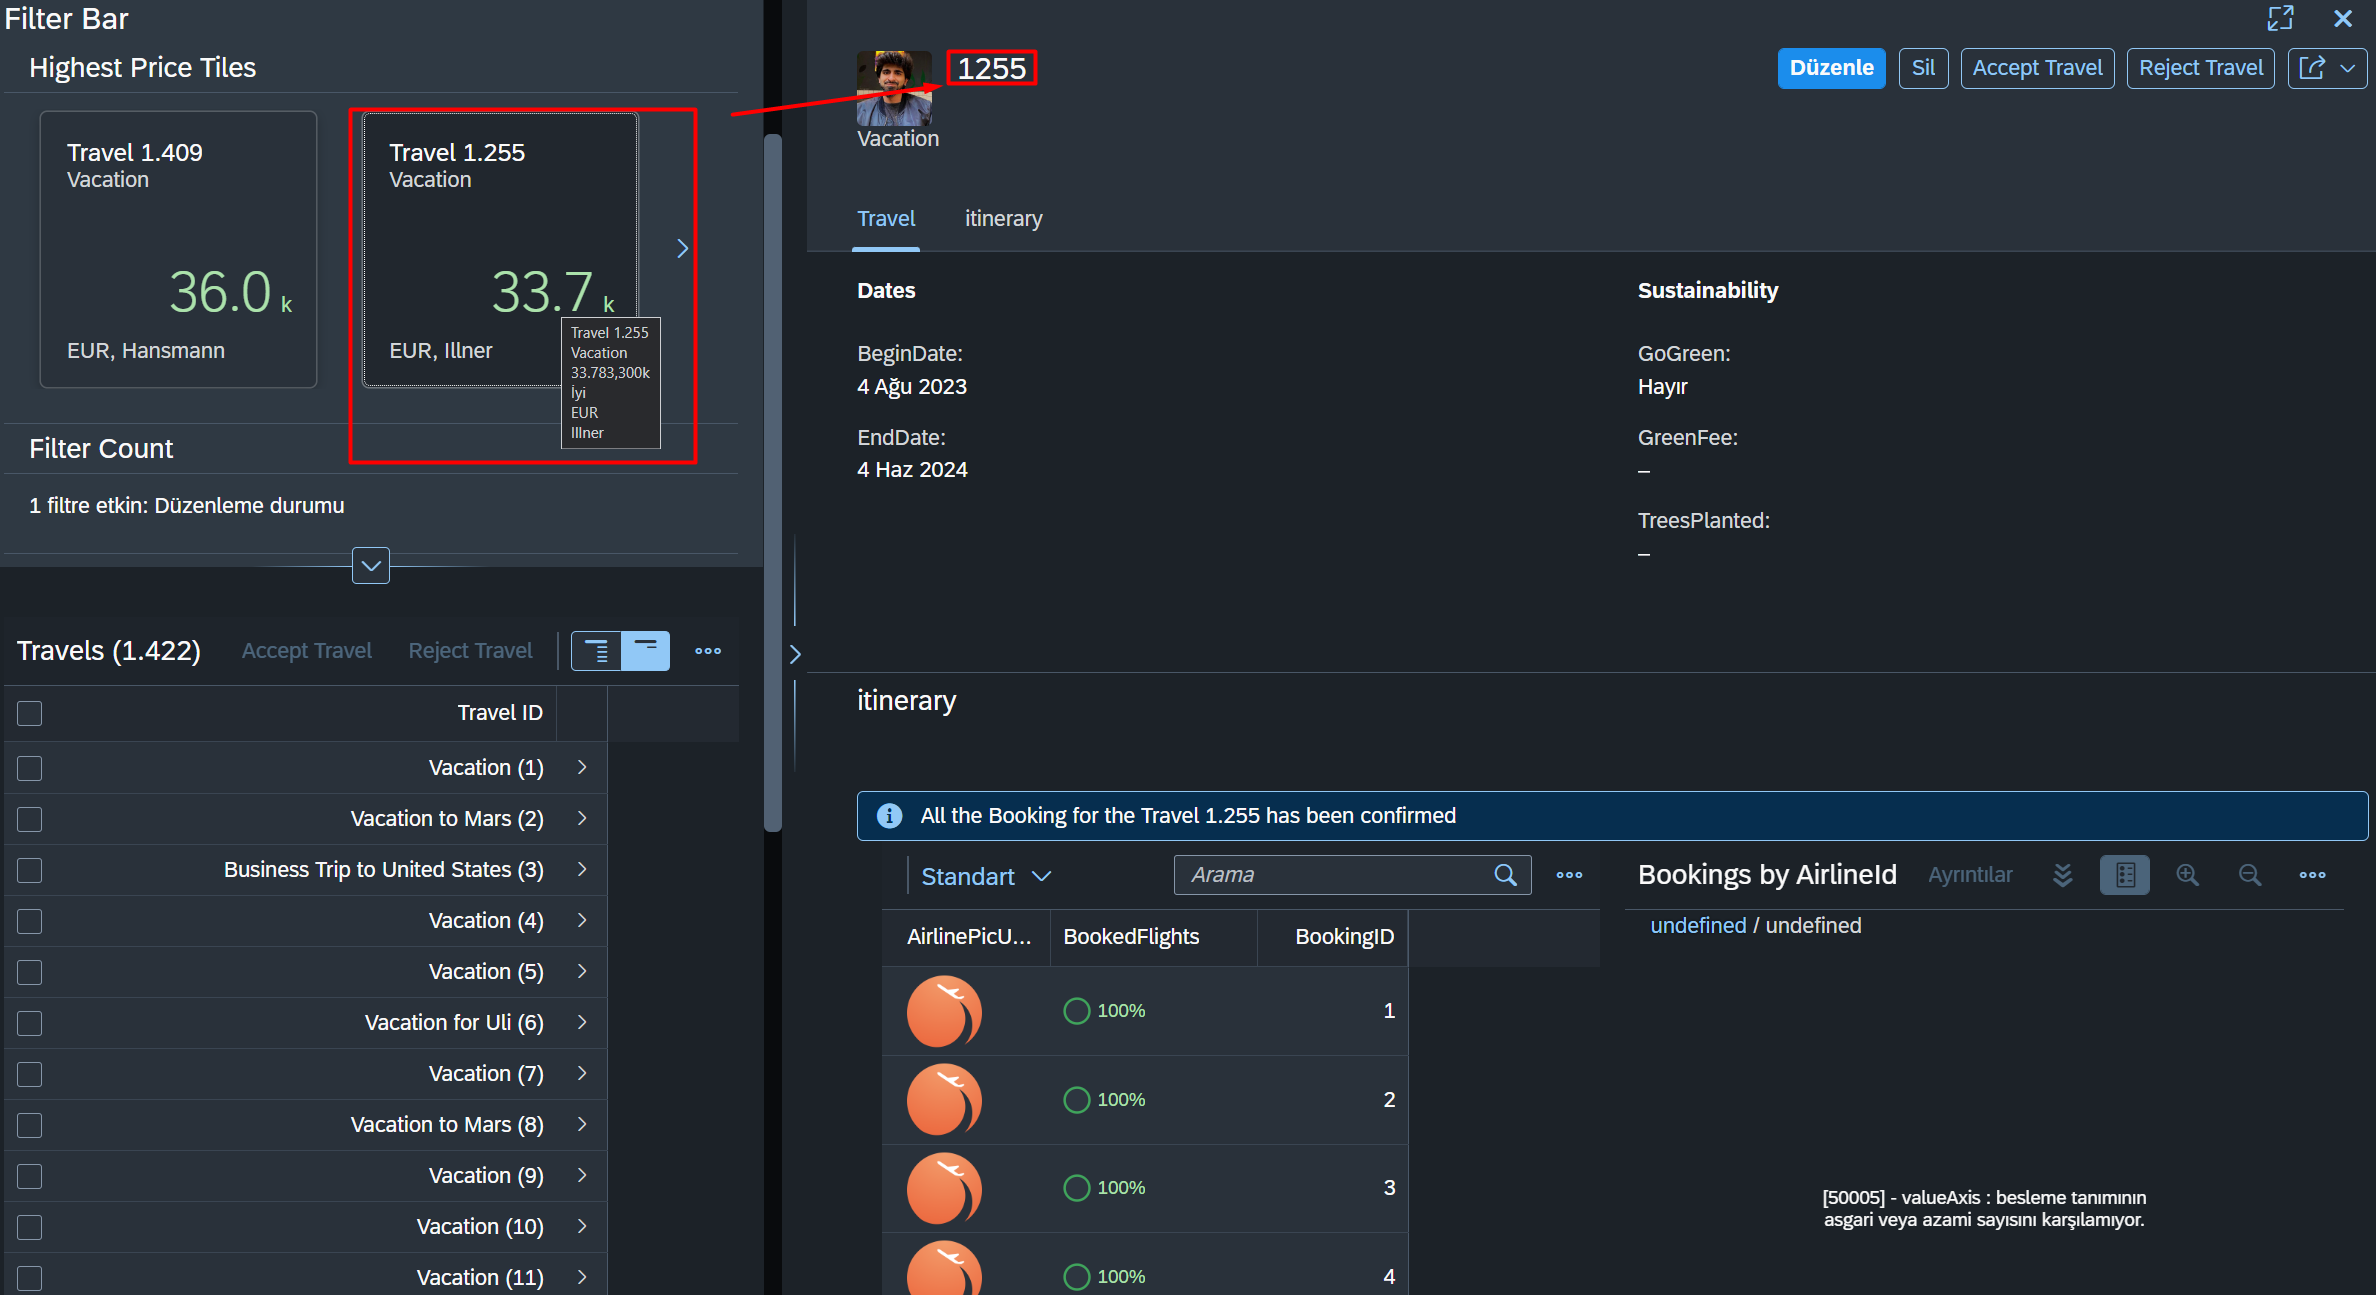 Filter Bar
Highest Price Tiles
Travel 1.409
Vacation
36.0 k
EUR, Hansmann
Travel 1.255
Vacation
33.7 k
EUR, Illner
Travel 1.255
Vacation
33.783,300k
İyi
EUR
Illner
Filter Count
1 filtre etkin: Düzenleme durumu
Travels (1.422)
Accept Travel
Reject Travel
Travel ID
Vacation (1)
Vacation to Mars (2)
Business Trip to United States (3)
Vacation (4)
Vacation (5)
Vacation for Uli (6)
Vacation (7)
Vacation to Mars (8)
Vacation (9)
Vacation (10)
Vacation (11)
1255
Vacation
Düzenle
Sil
Accept Travel
Reject Travel
Travel
itinerary
Dates
BeginDate:
4 Ağu 2023
EndDate:
4 Haz 2024
Sustainability
GoGreen:
Hayır
GreenFee:
–
TreesPlanted:
–
itinerary
All the Booking for the Travel 1.255 has been confirmed
Standart
Arama
AirlinePicU... BookedFlights BookingID
100% 1
100% 2
100% 3
100% 4
Bookings by AirlineId
Ayrıntılar
undefined / undefined
[50005] - valueAxis : besleme tanımının
asgari veya azami sayısını karşılamıyor.